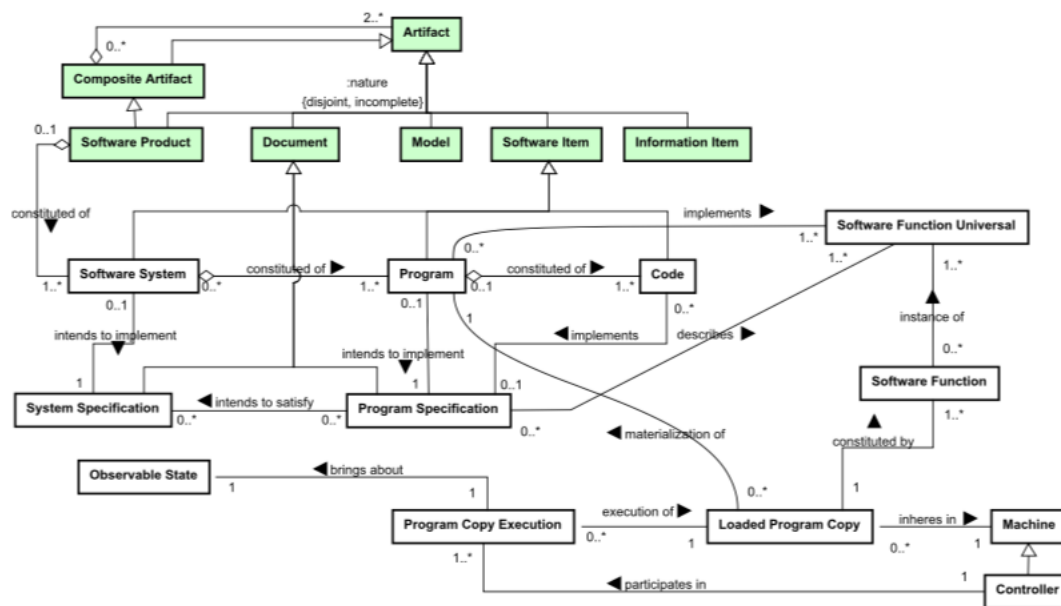 2..*
Artifact
0..*
Composite Artifact
:nature
{disjoint, incomplete}
0..1
Software Product
Document
Model
Software Item
Information Item
constituted of
implements
Software Function Universal
0..*
1..*
1..*
1..*
Software System
constituted of
Program
constituted of
Code
1..*
0..*
1..*
0..1
1..*
0..1
0..1
1
0..*
instance of
intends to implement
implements
describes
intends to implement
0..*
1
1
0..1
Software Function
System Specification
intends to satisfy
Program Specification
0..*
0..*
0..*
1..*
materialization of
constituted by
Observable State
brings about
1
1
0..*
1
Program Copy Execution
execution of
Loaded Program Copy
inheres in
Machine
0..*
1
0..*
1
1..*
participates in
1
Controller